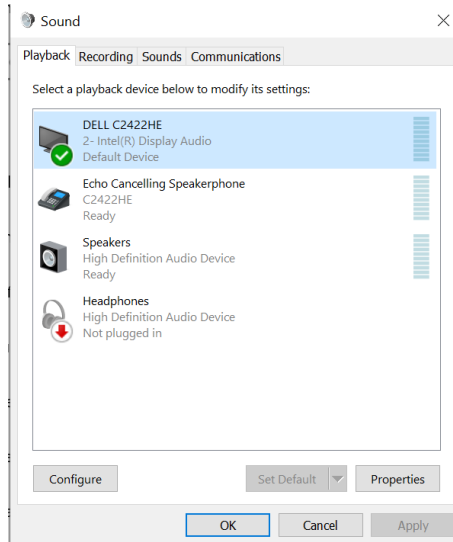 Sound
Playback Recording Sounds Communications
Select a playback device below to modify its settings:
DELL C2422HE
2- Intel(R) Display Audio
Default Device
Echo Cancelling Speakerphone
C2422HE
Ready
Speakers
High Definition Audio Device
Ready
Headphones
High Definition Audio Device
Not plugged in
Configure Set Default Properties
OK Cancel Apply